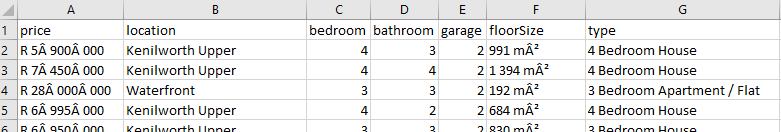 A B C D E F G
1 price location bedroom bathroom garage floorSize type
2 R 5Â 900Â 000 Kenilworth Upper 4 3 2 991 mÂ² 4 Bedroom House
3 R 7Â 450Â 000 Kenilworth Upper 4 4 2 1 394 mÂ² 4 Bedroom House
4 R 28Â 000Â 000 Waterfront 3 3 2 192 mÂ² 3 Bedroom Apartment / Flat
5 R 6Â 995Â 000 Kenilworth Upper 4 2 2 684 mÂ² 4 Bedroom House
6 R 6Â 950Â 000 Kenilworth Upper 3 3 2 830 mÂ² 3 Bedroom House